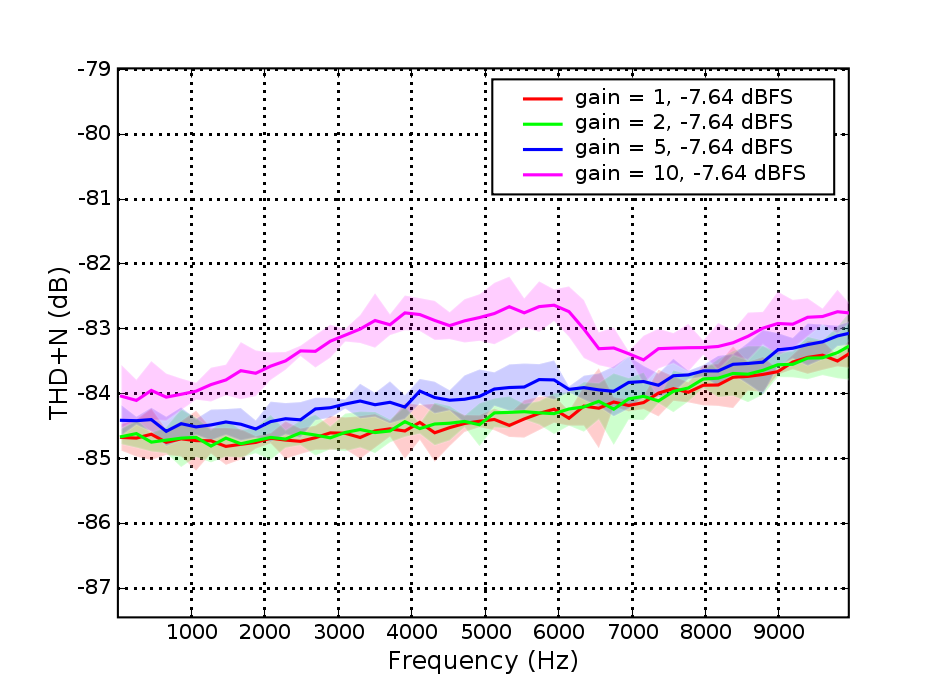 -79
-80
-81
-82
-83
-84
-85
-86
-87
THD+N (dB)
gain = 1, -7.64 dBFS
gain = 2, -7.64 dBFS
gain = 5, -7.64 dBFS
gain = 10, -7.64 dBFS
1000 2000 3000 4000 5000 6000 7000 8000 9000
Frequency (Hz)